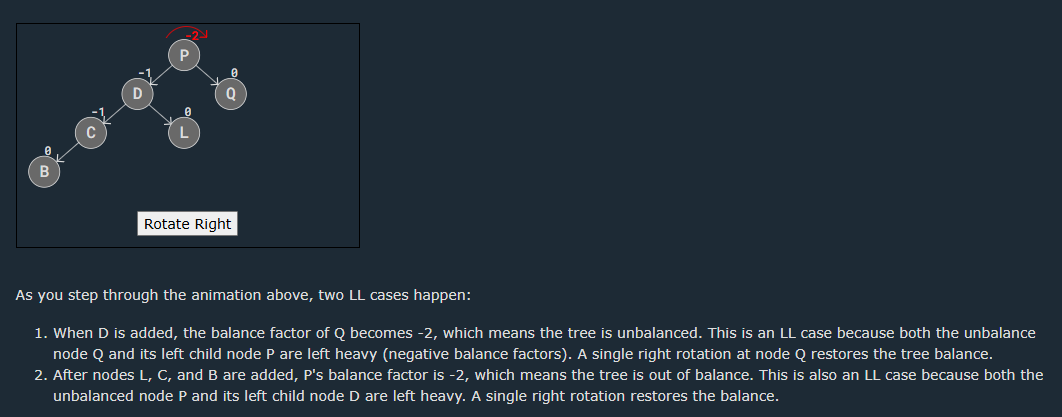 -2
P
-1
0
D
Q
-1
0
C
L
0
B
Rotate Right
As you step through the animation above, two LL cases happen:
1. When D is added, the balance factor of Q becomes -2, which means the tree is unbalanced. This is an LL case because both the unbalance
node Q and its left child node P are left heavy (negative balance factors). A single right rotation at node Q restores the tree balance.
2. After nodes L, C, and B are added, P's balance factor is -2, which means the tree is out of balance. This is also an LL case because both the
unbalanced node P and its left child node D are left heavy. A single right rotation restores the balance.